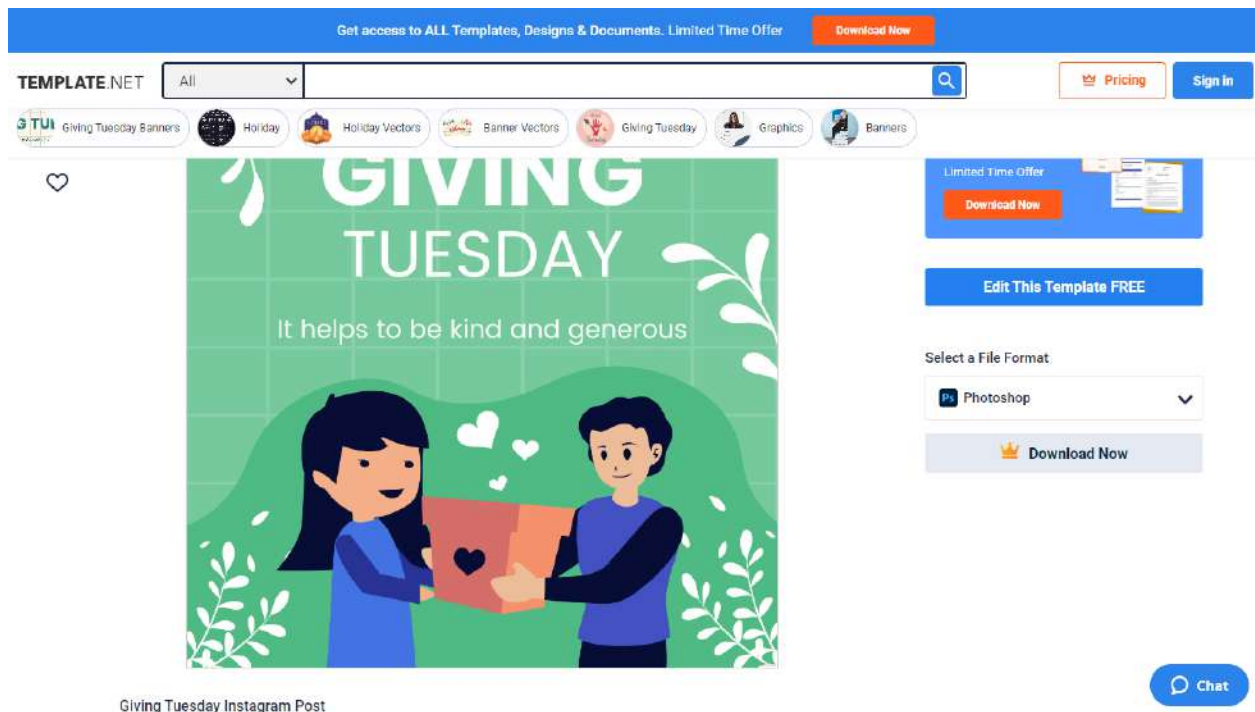 Get access to ALL Templates, Designs & Documents. Limited Time Offer Download Now
TEMPLATE.NET All Pricing Sign in
G TUE Giving Tuesday Banners Holiday Holiday Vectors Banner Vectors Giving Tuesday Graphics Banners
Limited Time Offer
Download Now
GIVING
TUESDAY
It helps to be kind and generous
Edit This Template FREE
Select a File Format
Ps Photoshop
Download Now
Giving Tuesday Instagram Post
Chat